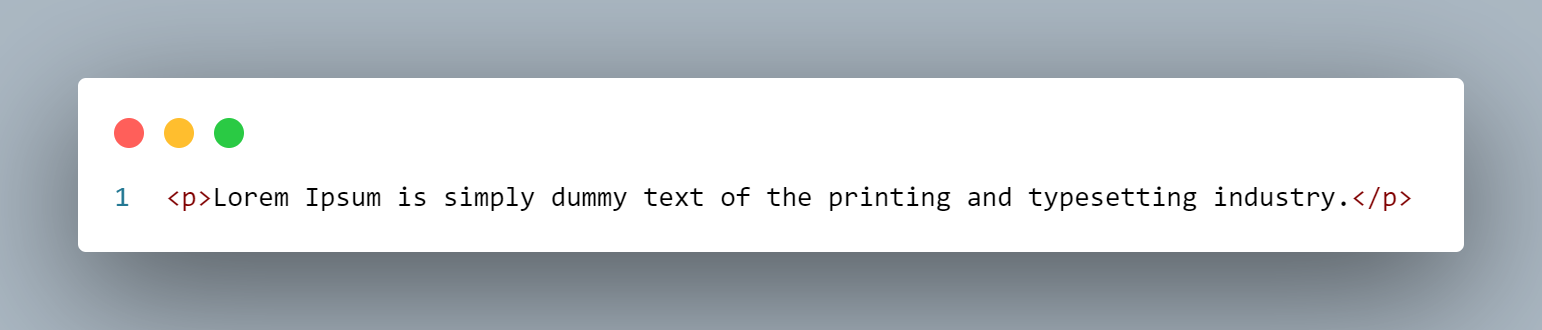 1 <p>Lorem Ipsum is simply dummy text of the printing and typesetting industry.</p>